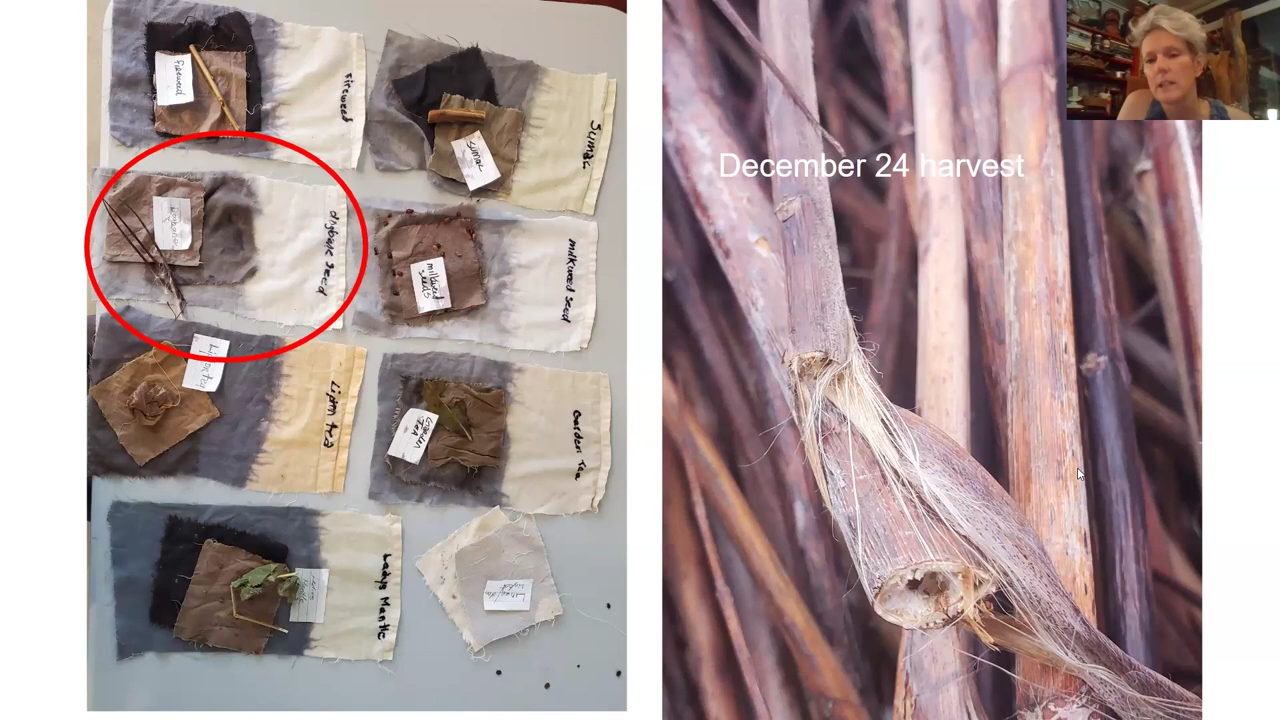 fireweed
Fireweed
sumac
Sumac
dogbane seed
milkweed
seeds
milkweed seed
Lipton tea
Garden
Tea
Garden Tea
Ladys Mantle
December 24 harvest